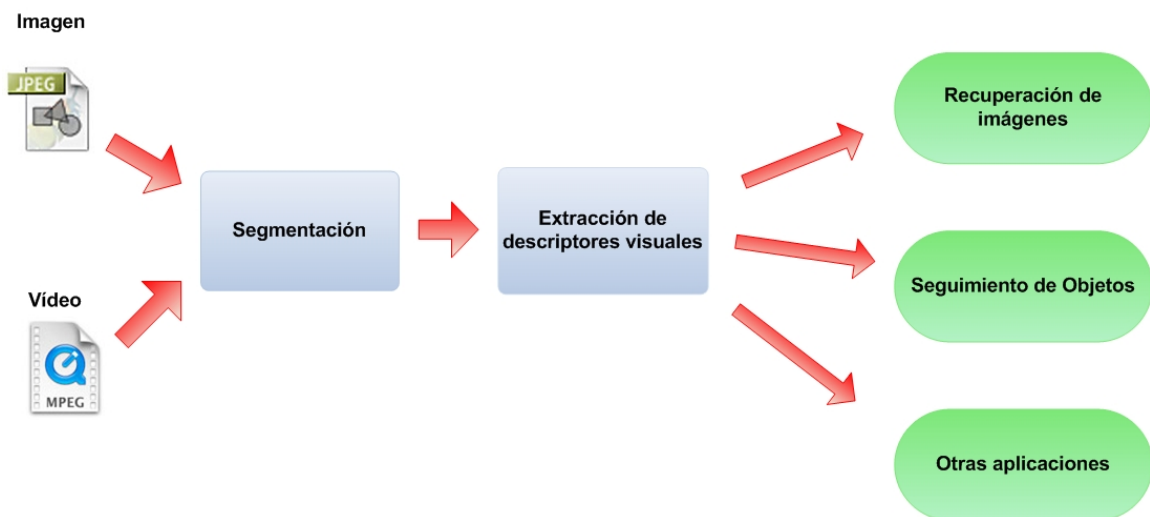 Imagen
JPEG
Segmentación
Vídeo
MPEG
Extracción de
descriptores visuales
Recuperación de
imágenes
Seguimiento de Objetos
Otras aplicaciones